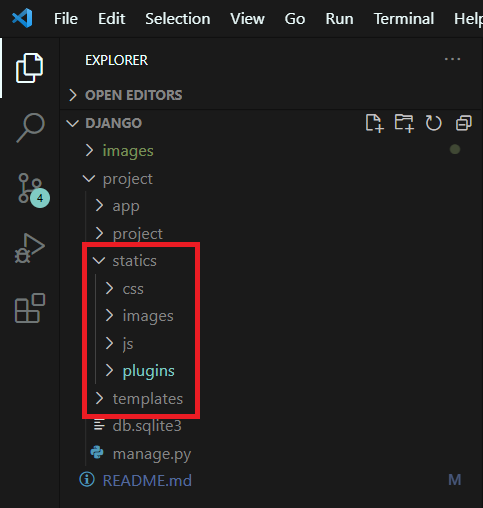 File Edit Selection View Go Run Terminal Help
EXPLORER
OPEN EDITORS
DJANGO
images
project
app
project
statics
css
images
js
plugins
templates
db.sqlite3
manage.py
README.md M
4